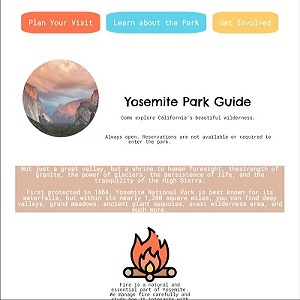 Plan Your Visit
Learn about the Park
Get Involved
Yosemite Park Guide
Come explore California's beautiful wilderness.
Always open. Reservations are not available or required to
enter the park.
Not just a great valley, but a shrine to human foresight, thestrength of
granite, the power of glaciers, the persistence of life, and the
tranquility of the High Sierra.
First protected in 1864, Yosemite National Park is best known for its
waterfalls, but within its nearly 1,200 square miles, you can find deep
valleys, grand meadows, ancient giant sequoias, avast wilderness area, and
much more.
Fire is a natural and
essential part of Yosemite.
We manage fire carefully and
study how it interacts with